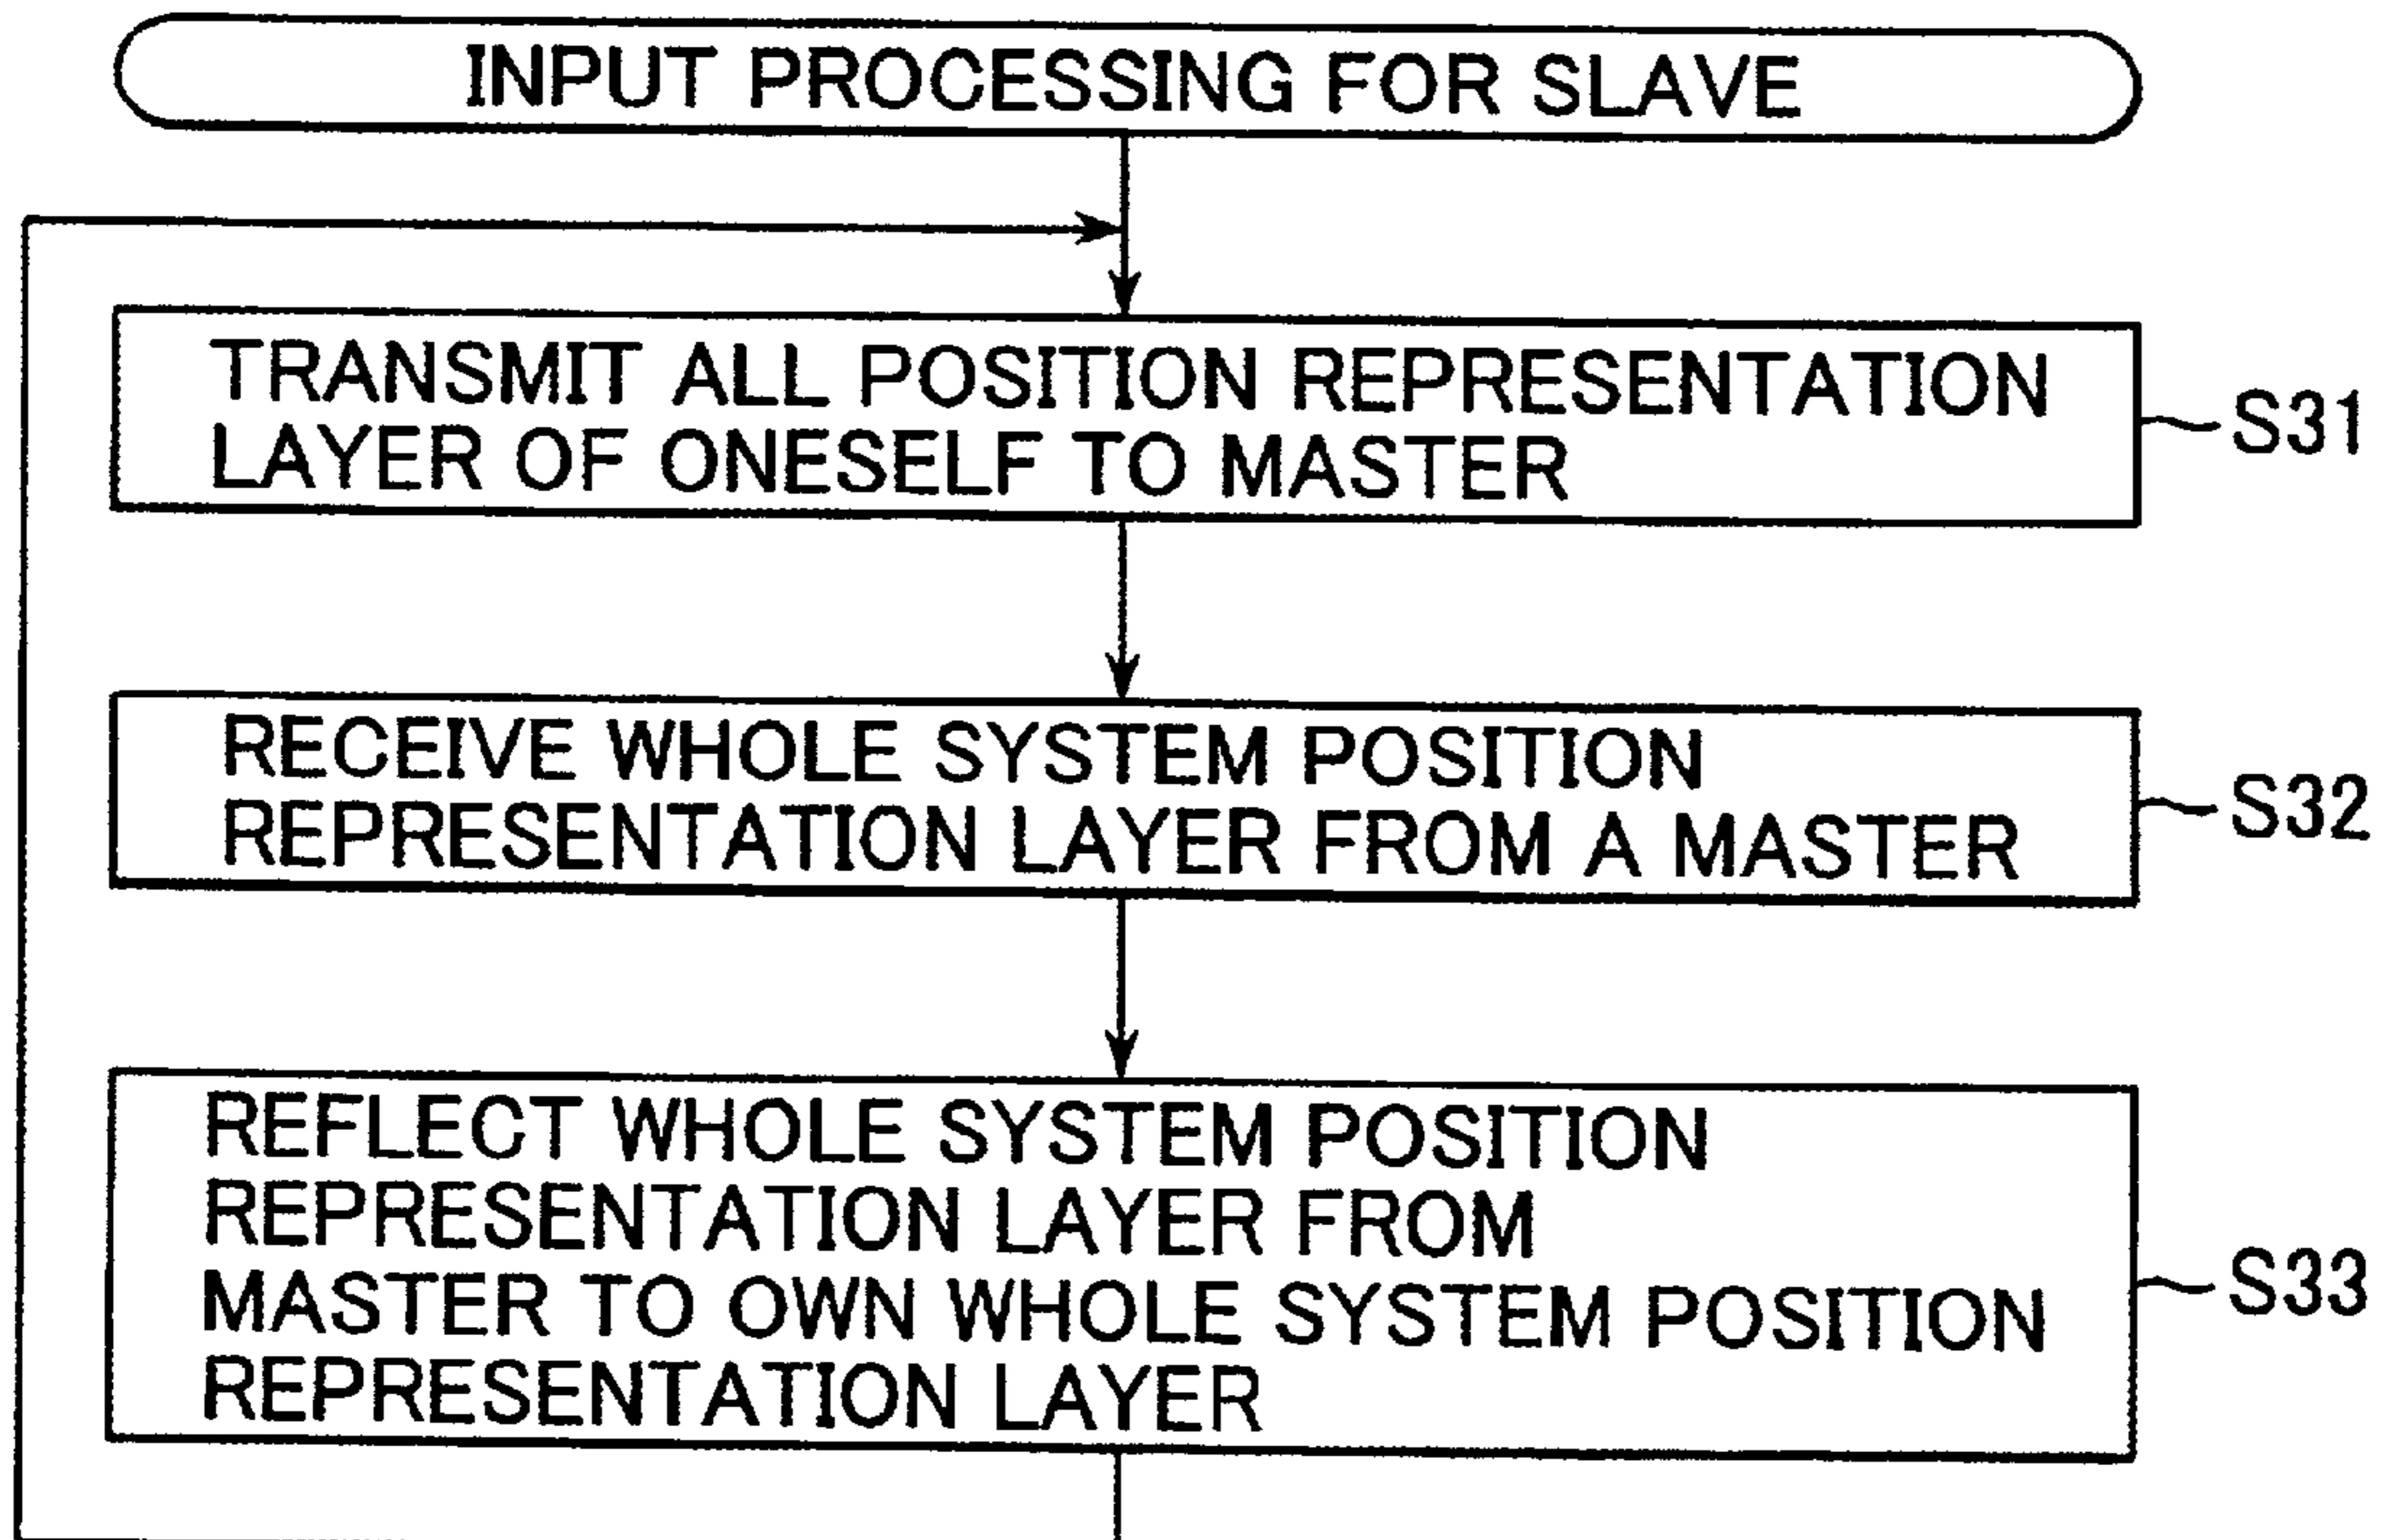 INPUT PROCESSING FOR SLAVE
TRANSMIT ALL POSITION REPRESENTATION
LAYER OF ONESELF TO MASTER
S31
RECEIVE WHOLE SYSTEM POSITION
REPRESENTATION LAYER FROM A MASTER
S32
REFLECT WHOLE SYSTEM POSITION
REPRESENTATION LAYER FROM
MASTER TO OWN WHOLE SYSTEM POSITION
REPRESENTATION LAYER
S33